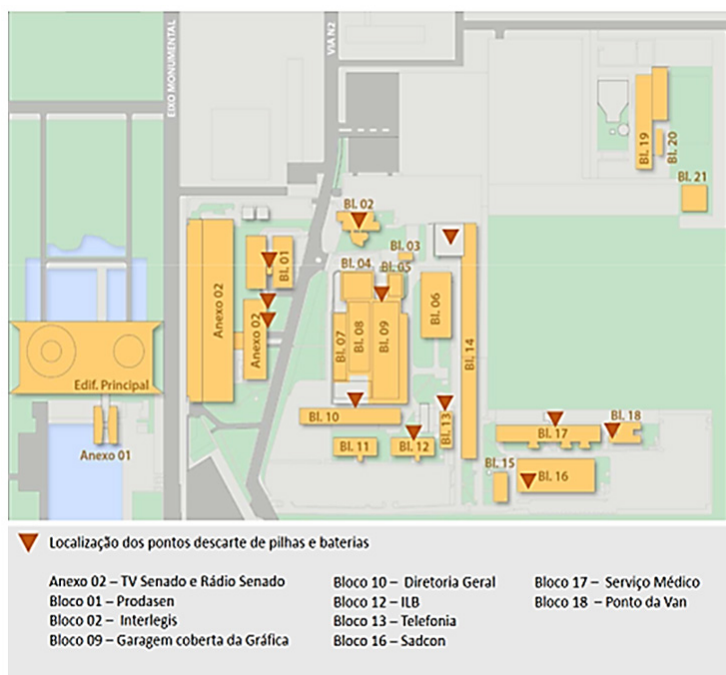 EIXO MONUMENTAL
VIA N2
Bl. 19
Bl. 20
Bl. 21
Bl. 02
Bl. 03
Bl. 01
Bl. 04
Bl. 05
Anexo 02
Anexo 02
Bl. 06
Bl. 07
Bl. 08
Bl. 09
Bl. 14
Edif. Principal
Bl. 10
Bl. 13
Bl. 18
Bl. 17
Bl. 11
Bl. 12
Anexo 01
Bl. 15
Bl. 16
Localização dos pontos descarte de pilhas e baterias
Anexo 02 – TV Senado e Rádio Senado
Bloco 01 – Prodasen
Bloco 02 – Interlegis
Bloco 09 – Garagem coberta da Gráfica
Bloco 10 – Diretoria Geral
Bloco 12 – ILB
Bloco 13 – Telefonia
Bloco 16 – Sadcon
Bloco 17 – Serviço Médico
Bloco 18 – Ponto da Van